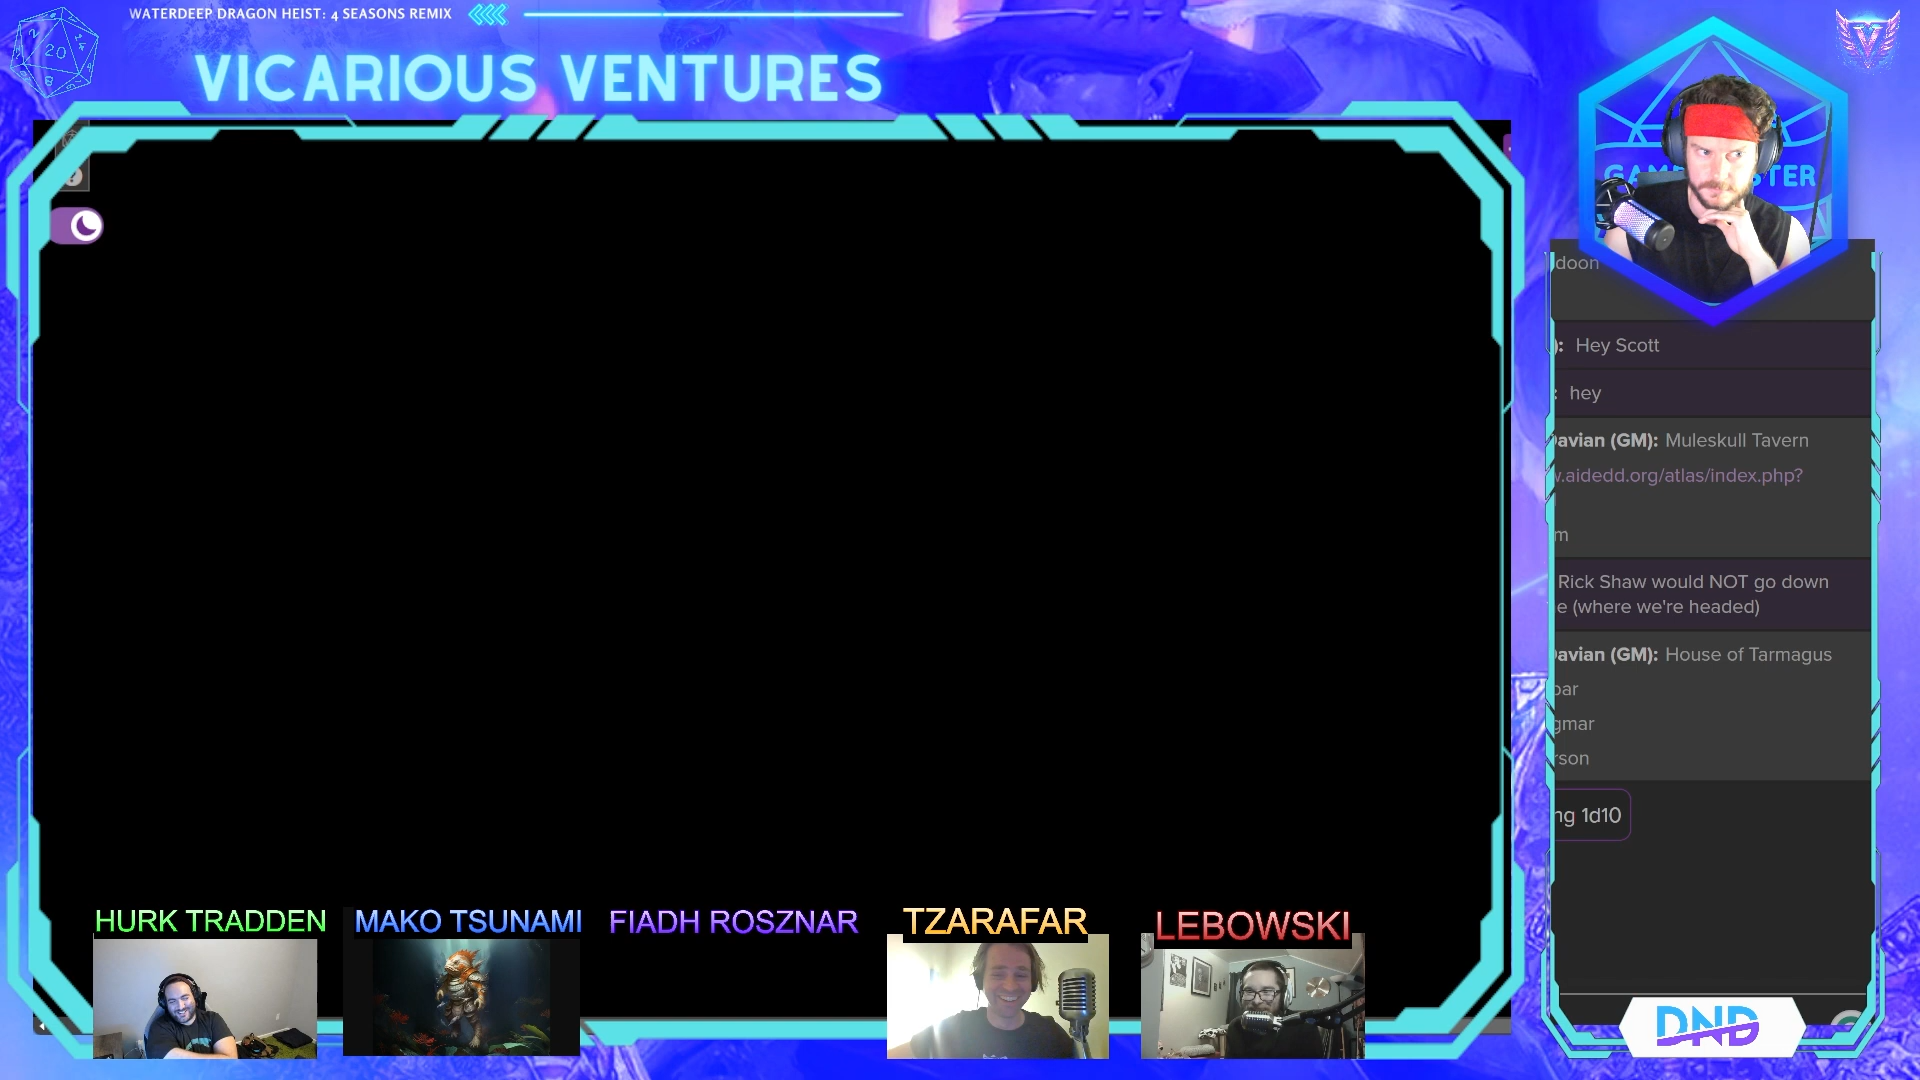 WATERDEEP DRAGON HEIST: 4 SEASONS REMIX
VICARIOUS VENTURES
20
doon
Hey Scott
hey
avian (GM): Muleskull Tavern
.aidedd.org/atlas/index.php?
m
Rick Shaw would NOT go down
e (where we're headed)
avian (GM): House of Tarmagus
bar
gmar
rson
ng 1d10
HURK TRADDEN
MAKO TSUNAMI
FIADH ROSZNAR
TZARAFAR
LEBOWSKI
DND